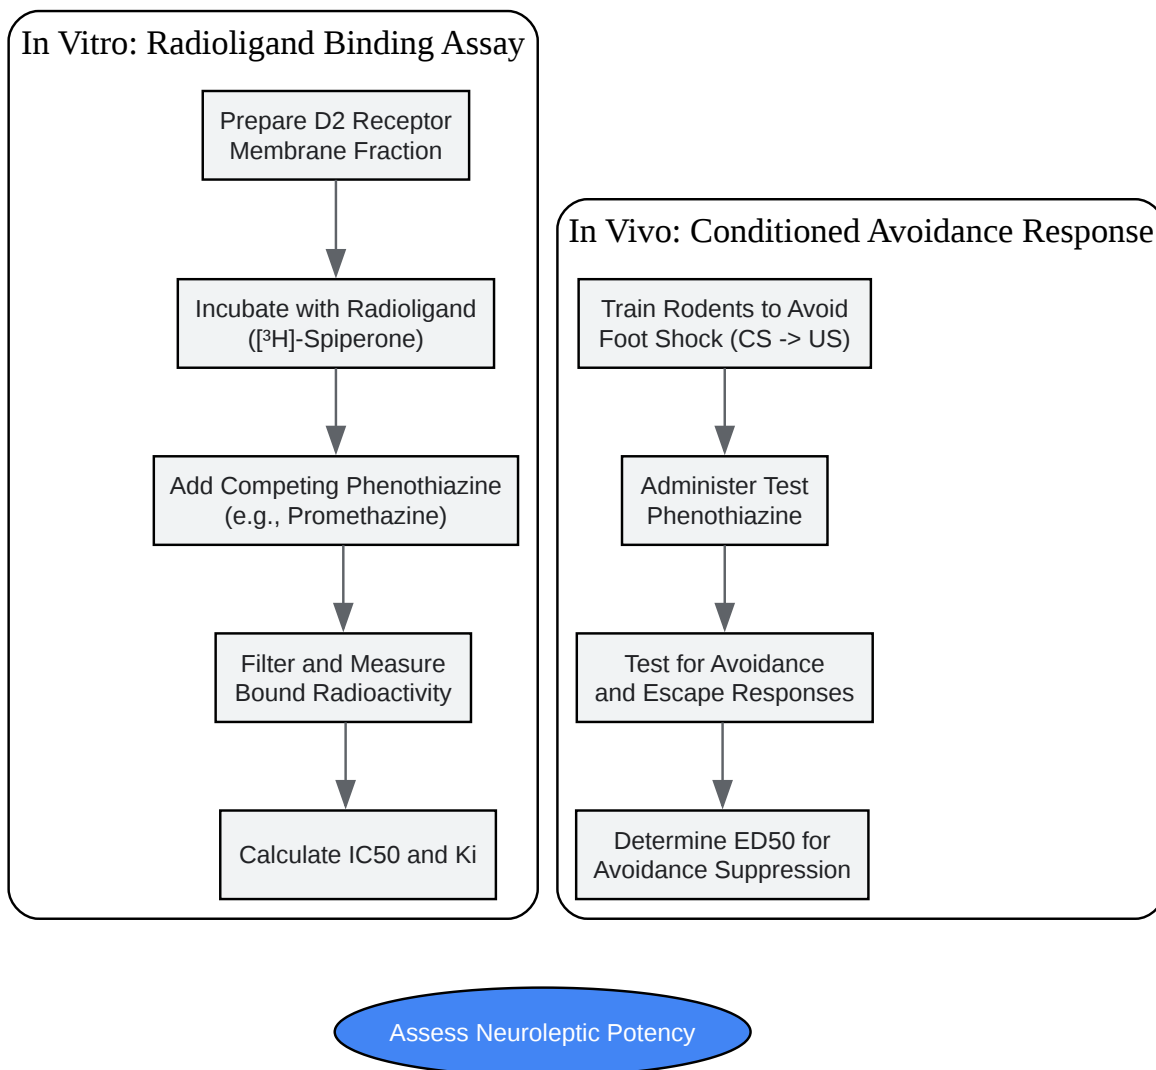 In Vitro: Radioligand Binding Assay
Prepare D2 Receptor
Membrane Fraction
Incubate with Radioligand
([³H]-Spiperone)
Add Competing Phenothiazine
(e.g., Promethazine)
Filter and Measure
Bound Radioactivity
Calculate IC50 and Ki
In Vivo: Conditioned Avoidance Response
Train Rodents to Avoid
Foot Shock (CS -> US)
Administer Test
Phenothiazine
Test for Avoidance
and Escape Responses
Determine ED50 for
Avoidance Suppression
Assess Neuroleptic Potency